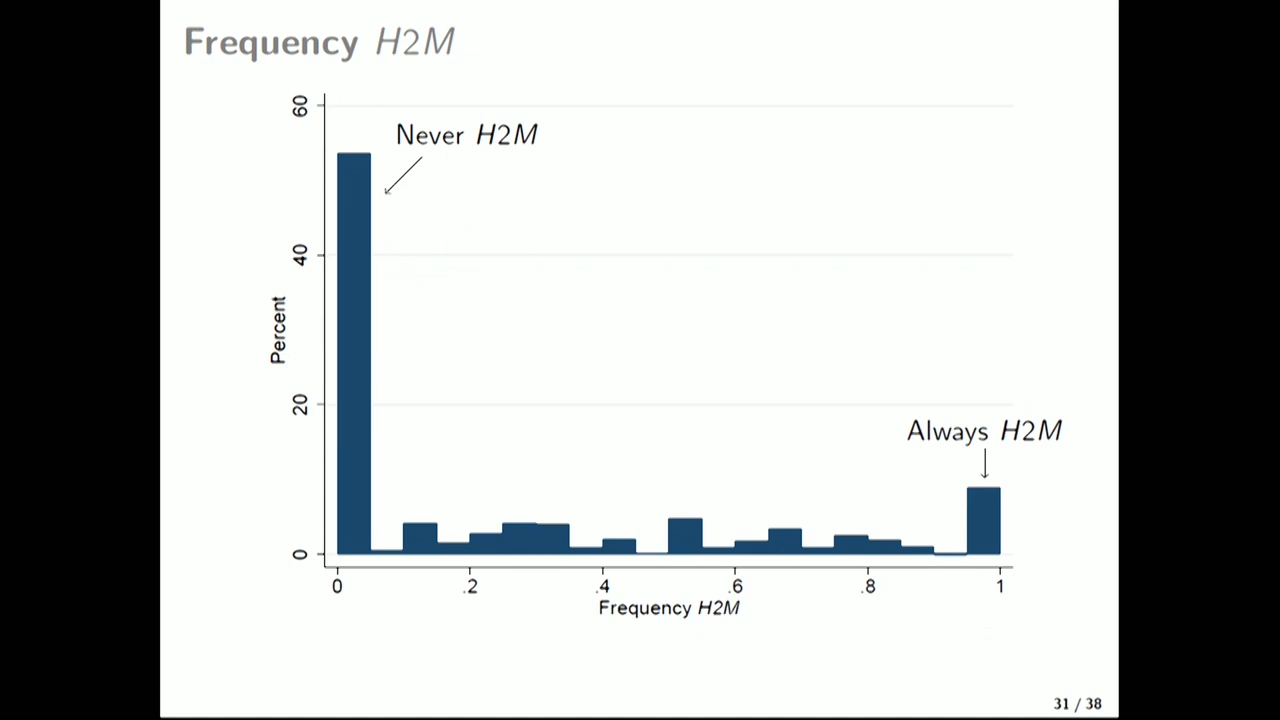 Frequency H2M
60
Never H2M
40
Percent
20
Always H2M
0
0 .2 .4 .6 .8 1
Frequency H2M
31 / 38